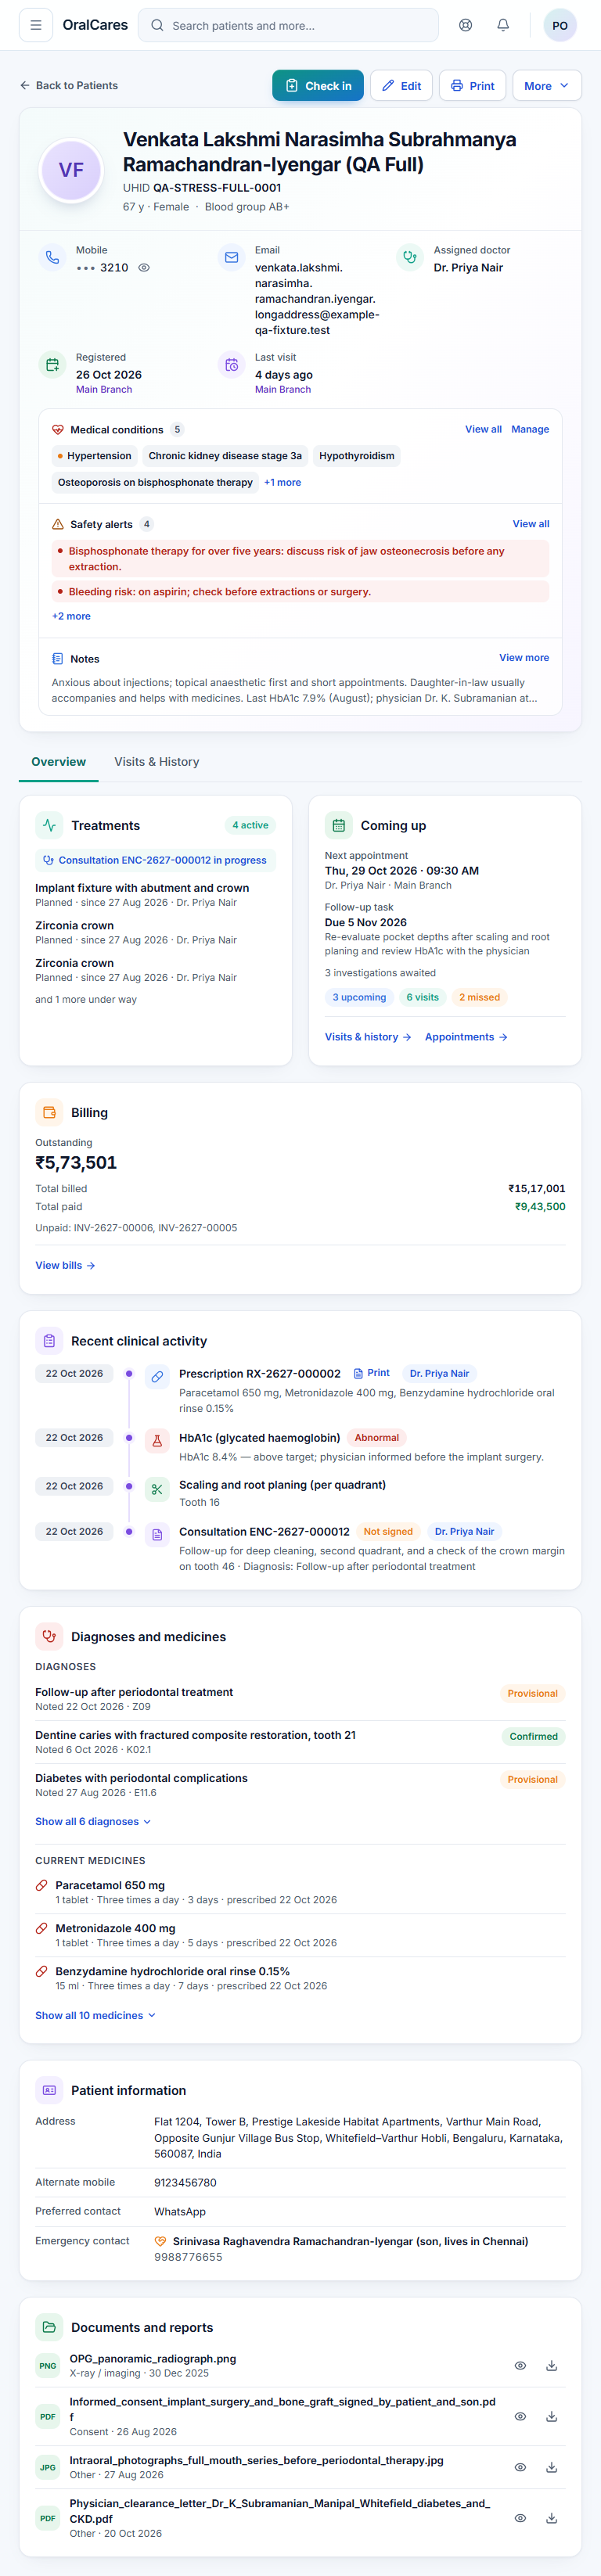 OralCares
Search patients and more...
PO
Back to Patients
Check in
Edit
Print
More
VF
Venkata Lakshmi Narasimha Subrahmanya
Ramachandran-Iyengar (QA Full)
UHID QA-STRESS-FULL-0001
67 y · Female · Blood group AB+
Mobile
••• 3210
Email
venkata.lakshmi.
narasimha.
ramachandran.iyengar.
longaddress@example-
qa-fixture.test
Assigned doctor
Dr. Priya Nair
Registered
26 Oct 2026
Main Branch
Last visit
4 days ago
Main Branch
Medical conditions 5
View all Manage
Hypertension Chronic kidney disease stage 3a Hypothyroidism
Osteoporosis on bisphosphonate therapy +1 more
Safety alerts 4
View all
Bisphosphonate therapy for over five years: discuss risk of jaw osteonecrosis before any
extraction.
Bleeding risk: on aspirin; check before extractions or surgery.
+2 more
Notes
View more
Anxious about injections; topical anaesthetic first and short appointments. Daughter-in-law usually
accompanies and helps with medicines. Last HbA1c 7.9% (August); physician Dr. K. Subramanian at...
Overview
Visits & History
Treatments
4 active
Consultation ENC-2627-000012 in progress
Implant fixture with abutment and crown
Planned · since 27 Aug 2026 · Dr. Priya Nair
Zirconia crown
Planned · since 27 Aug 2026 · Dr. Priya Nair
Zirconia crown
Planned · since 27 Aug 2026 · Dr. Priya Nair
and 1 more under way
Coming up
Next appointment
Thu, 29 Oct 2026 · 09:30 AM
Dr. Priya Nair · Main Branch
Follow-up task
Due 5 Nov 2026
Re-evaluate pocket depths after scaling and root
planing and review HbA1c with the physician
3 investigations awaited
3 upcoming 6 visits 2 missed
Visits & history → Appointments →
Billing
Outstanding
₹5,73,501
Total billed ₹15,17,001
Total paid ₹9,43,500
Unpaid: INV-2627-00006, INV-2627-00005
View bills →
Recent clinical activity
22 Oct 2026
Prescription RX-2627-000002 Print Dr. Priya Nair
Paracetamol 650 mg, Metronidazole 400 mg, Benzydamine hydrochloride oral
rinse 0.15%
22 Oct 2026
HbA1c (glycated haemoglobin) Abnormal
HbA1c 8.4% — above target; physician informed before the implant surgery.
22 Oct 2026
Scaling and root planing (per quadrant)
Tooth 16
22 Oct 2026
Consultation ENC-2627-000012 Not signed Dr. Priya Nair
Follow-up for deep cleaning, second quadrant, and a check of the crown margin
on tooth 46 · Diagnosis: Follow-up after periodontal treatment
Diagnoses and medicines
DIAGNOSES
Follow-up after periodontal treatment Provisional
Noted 22 Oct 2026 · Z09
Dentine caries with fractured composite restoration, tooth 21 Confirmed
Noted 6 Oct 2026 · K02.1
Diabetes with periodontal complications Provisional
Noted 27 Aug 2026 · E11.6
Show all 6 diagnoses
CURRENT MEDICINES
Paracetamol 650 mg
1 tablet · Three times a day · 3 days · prescribed 22 Oct 2026
Metronidazole 400 mg
1 tablet · Three times a day · 5 days · prescribed 22 Oct 2026
Benzydamine hydrochloride oral rinse 0.15%
15 ml · Three times a day · 7 days · prescribed 22 Oct 2026
Show all 10 medicines
Patient information
Address
Flat 1204, Tower B, Prestige Lakeside Habitat Apartments, Varthur Main Road,
Opposite Gunjur Village Bus Stop, Whitefield–Varthur Hobli, Bengaluru, Karnataka,
560087, India
Alternate mobile 9123456780
Preferred contact WhatsApp
Emergency contact Srinivasa Raghavendra Ramachandran-Iyengar (son, lives in Chennai)
9988776655
Documents and reports
PNG
OPG_panoramic_radiograph.png
X-ray / imaging · 30 Dec 2025
PDF
Informed_consent_implant_surgery_and_bone_graft_signed_by_patient_and_son.pd
f
Consent · 26 Aug 2026
JPG
Intraoral_photographs_full_mouth_series_before_periodontal_therapy.jpg
Other · 27 Aug 2026
PDF
Physician_clearance_letter_Dr_K_Subramanian_Manipal_Whitefield_diabetes_and_
CKD.pdf
Other · 20 Oct 2026